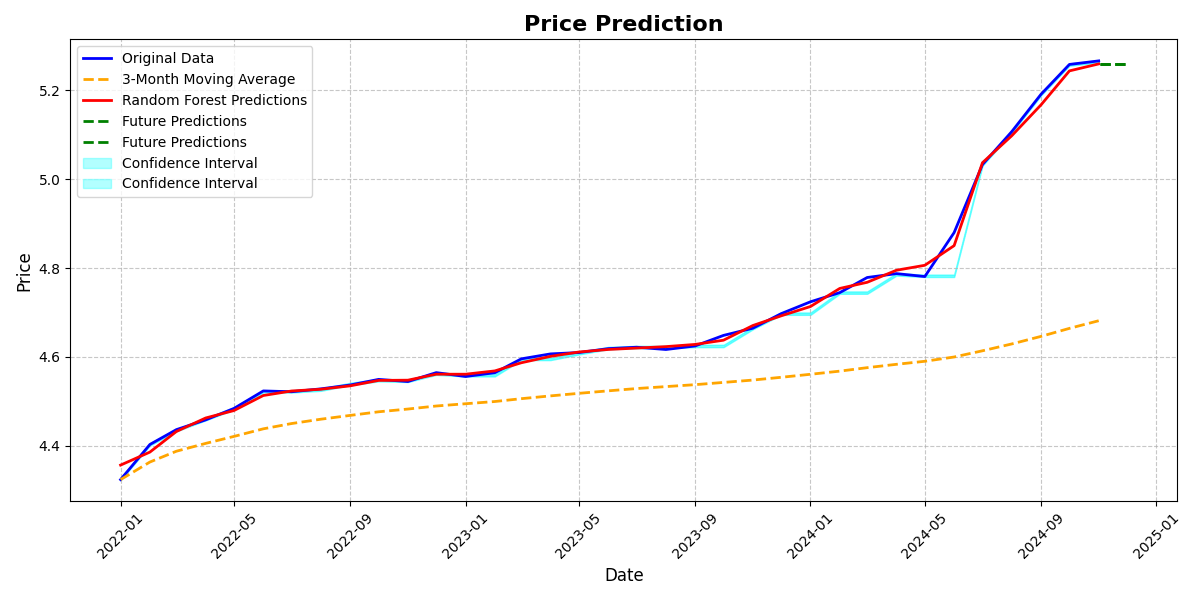 Price Prediction
Original Data
3-Month Moving Average
Random Forest Predictions
Future Predictions
Future Predictions
Confidence Interval
Confidence Interval
Price
5.2
5.0
4.8
4.6
4.4
2022-01
2022-05
2022-09
2023-01
2023-05
2023-09
2024-01
2024-05
2024-09
2025-01
Date